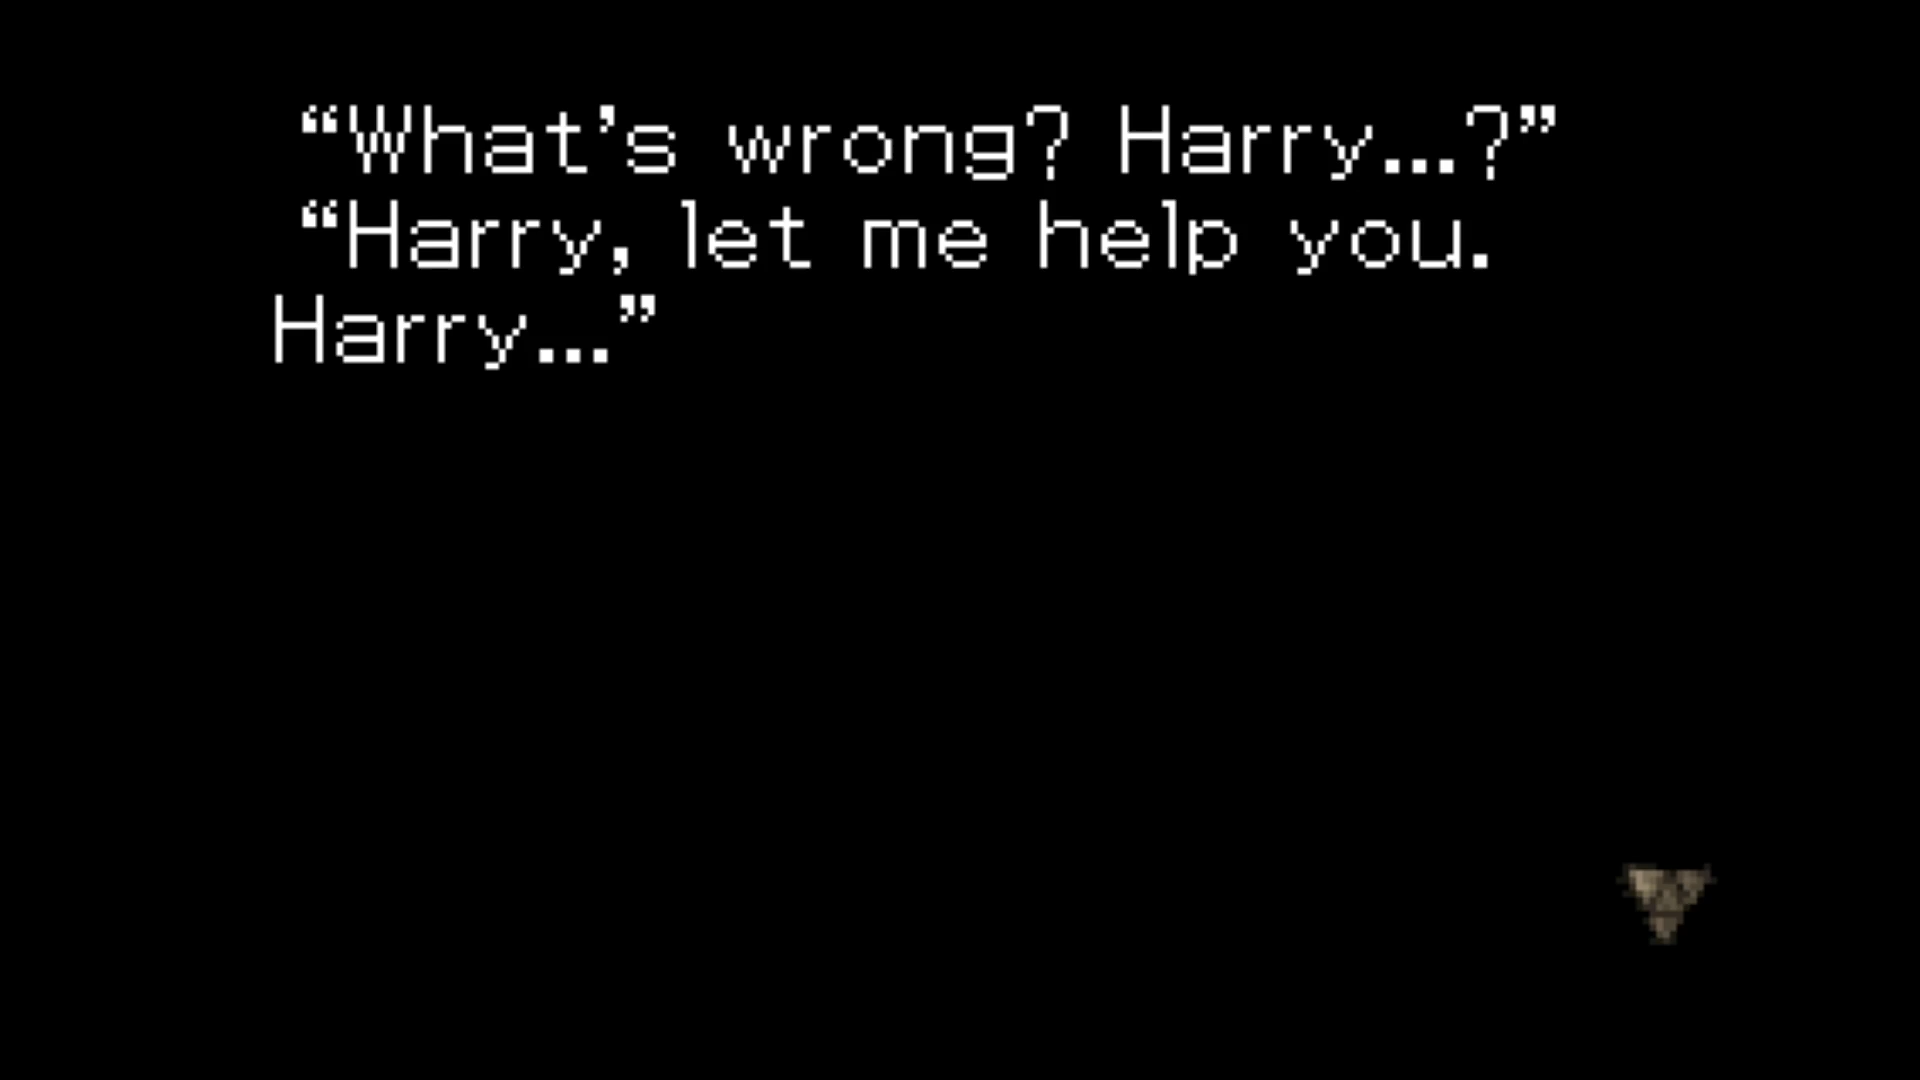 “What’s wrong? Harry...?”
“Harry, let me help you.
Harry...”